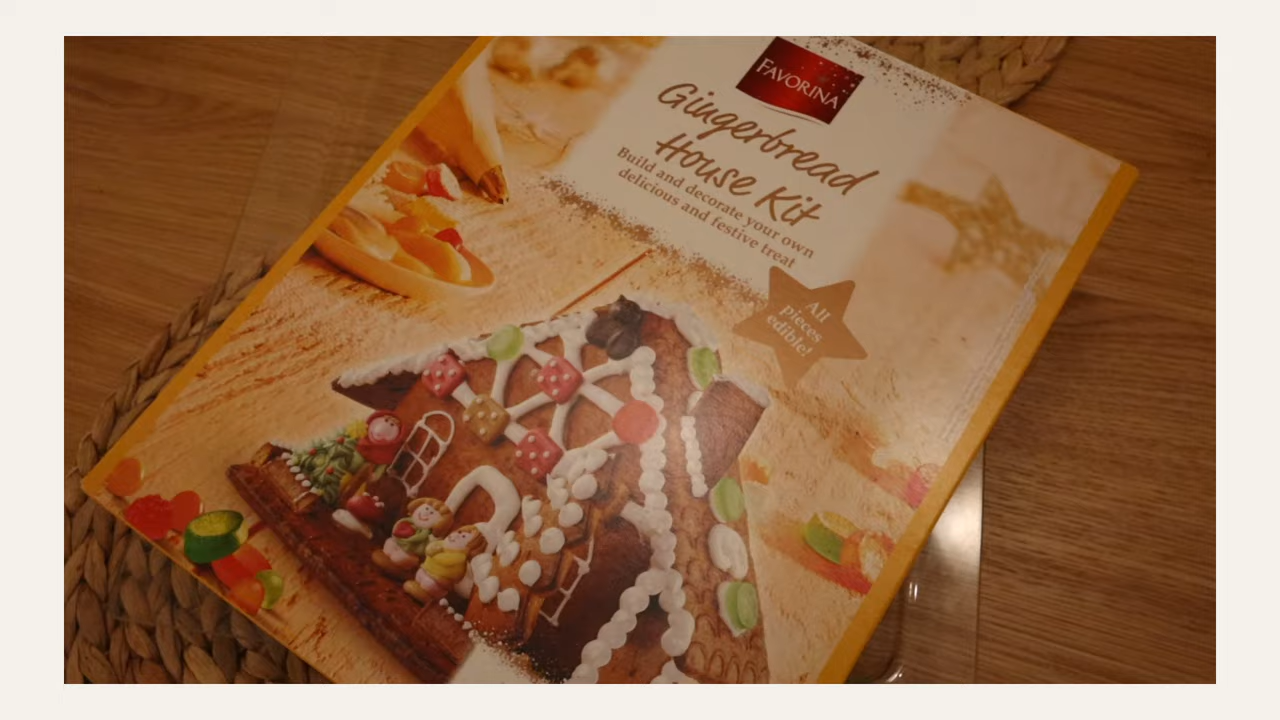 FAVORINA
Gingerbread
House Kit
Build and decorate your own
delicious and festive treat
All
pieces
edible!